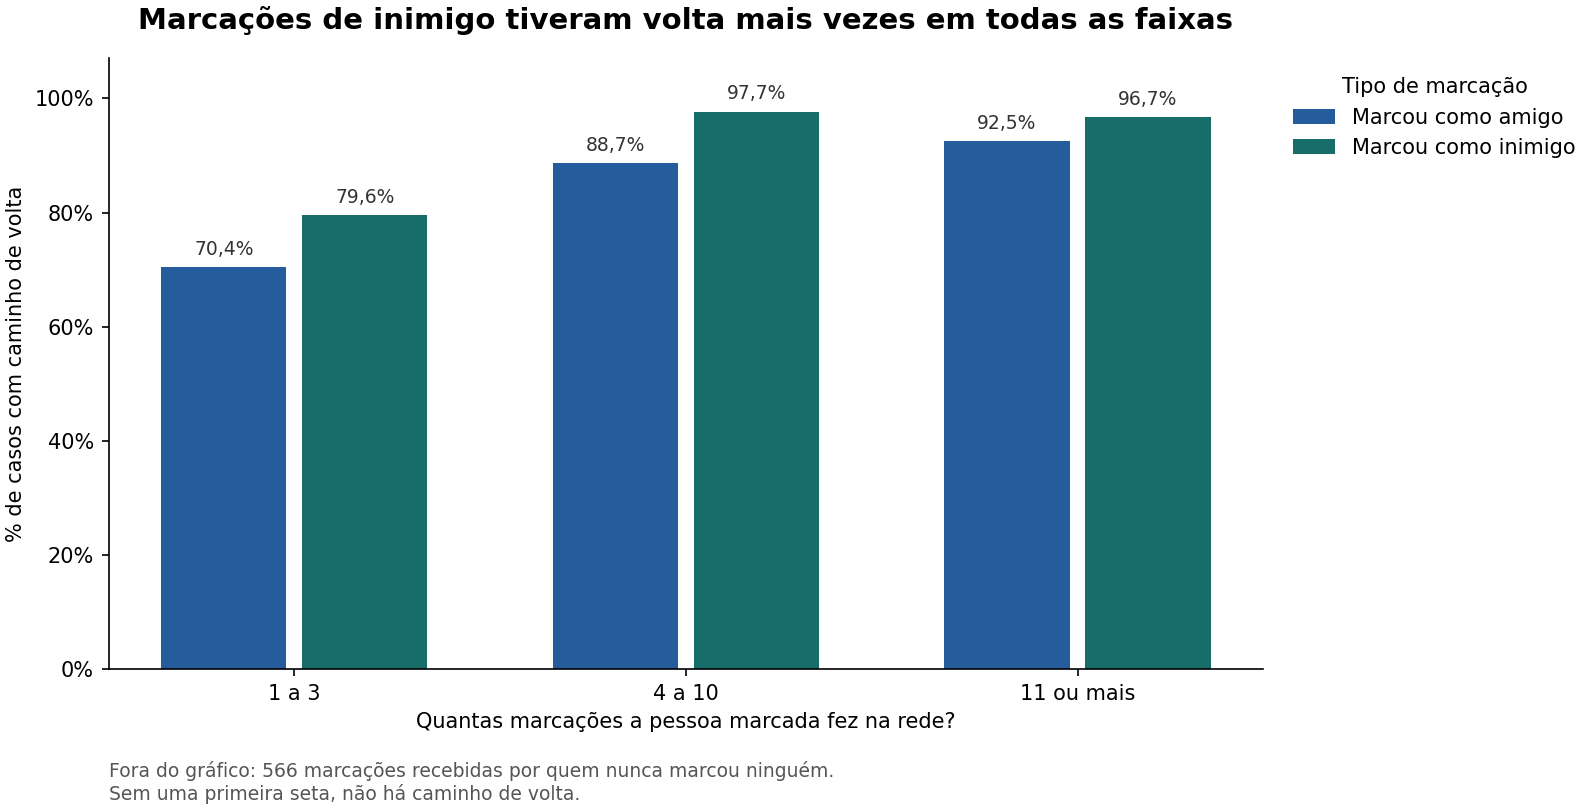 Marcações de inimigo tiveram volta mais vezes em todas as faixas
% de casos com caminho de volta
100%
80%
60%
40%
20%
0%
70,4%
79,6%
88,7%
97,7%
92,5%
96,7%
1 a 3
4 a 10
11 ou mais
Quantas marcações a pessoa marcada fez na rede?
Tipo de marcação
Marcou como amigo
Marcou como inimigo
Fora do gráfico: 566 marcações recebidas por quem nunca marcou ninguém.
Sem uma primeira seta, não há caminho de volta.